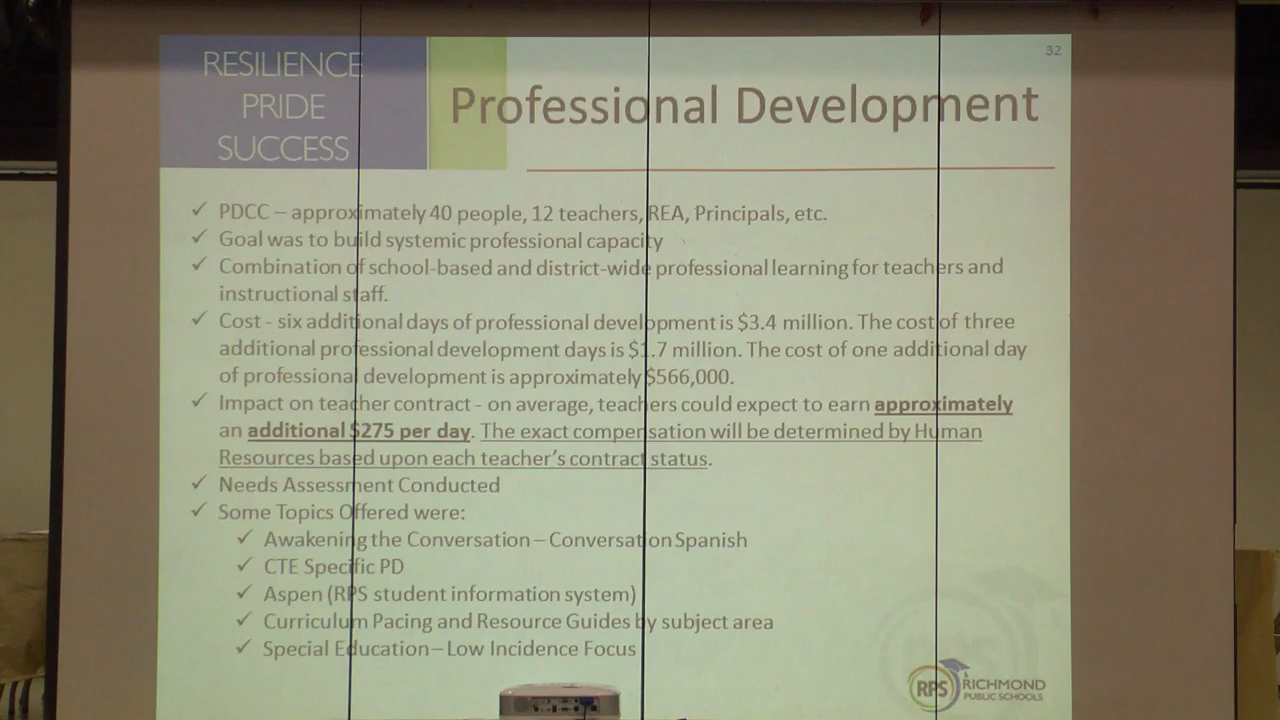 32
RESILIENCE
PRIDE
SUCCESS
Professional Development
✓ PDCC – approximately 40 people, 12 teachers, REA, Principals, etc.
✓ Goal was to build systemic professional capacity
✓ Combination of school-based and district-wide professional learning for teachers and
instructional staff.
✓ Cost - six additional days of professional development is $3.4 million. The cost of three
additional professional development days is $1.7 million. The cost of one additional day
of professional development is approximately $566,000.
✓ Impact on teacher contract - on average, teachers could expect to earn approximately
an additional $275 per day. The exact compensation will be determined by Human
Resources based upon each teacher's contract status.
✓ Needs Assessment Conducted
✓ Some Topics Offered were:
✓ Awakening the Conversation – Conversation Spanish
✓ CTE Specific PD
✓ Aspen (RPS student information system)
✓ Curriculum Pacing and Resource Guides by subject area
✓ Special Education – Low Incidence Focus
RPS
RPS
RICHMOND
PUBLIC SCHOOLS